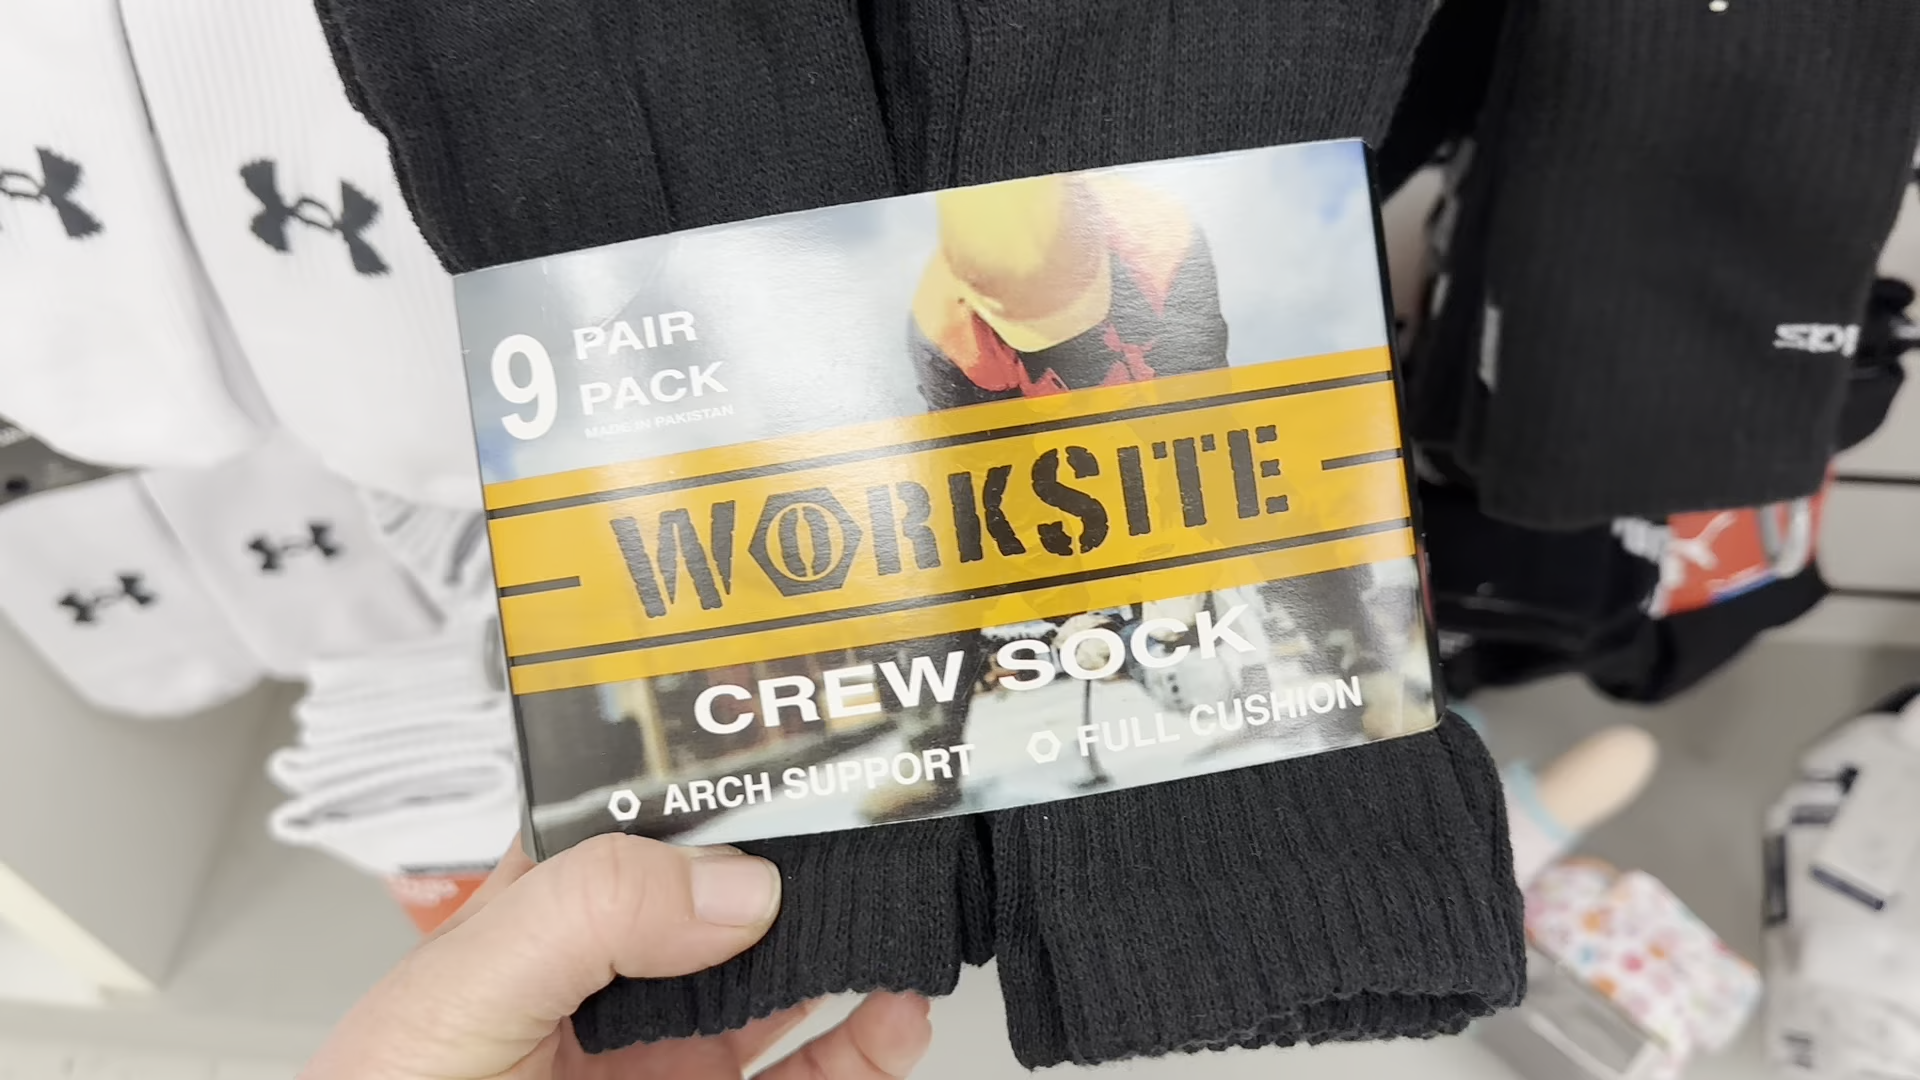 9 PAIR
PACK
MADE IN PAKISTAN
WORKSITE
CREW SOCK
ARCH SUPPORT FULL CUSHION